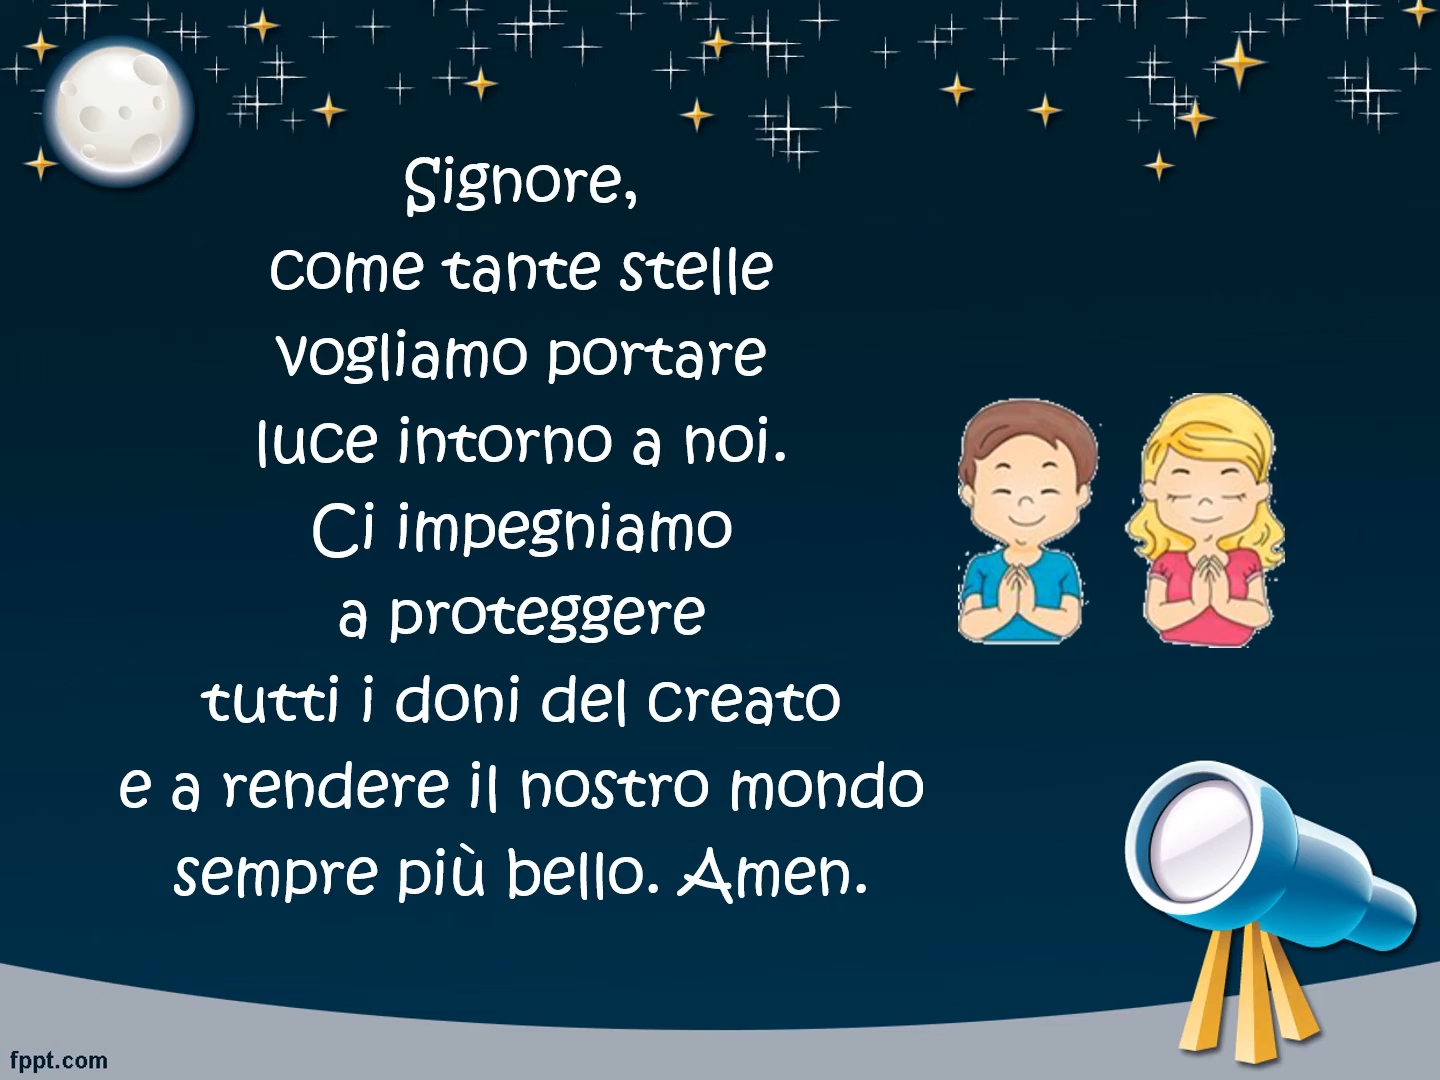 Signore,
come tante stelle
vogliamo portare
luce intorno a noi.
Ci impegniamo
a proteggere
tutti i doni del creato
e a rendere il nostro mondo
sempre più bello. Amen.
fppt.com